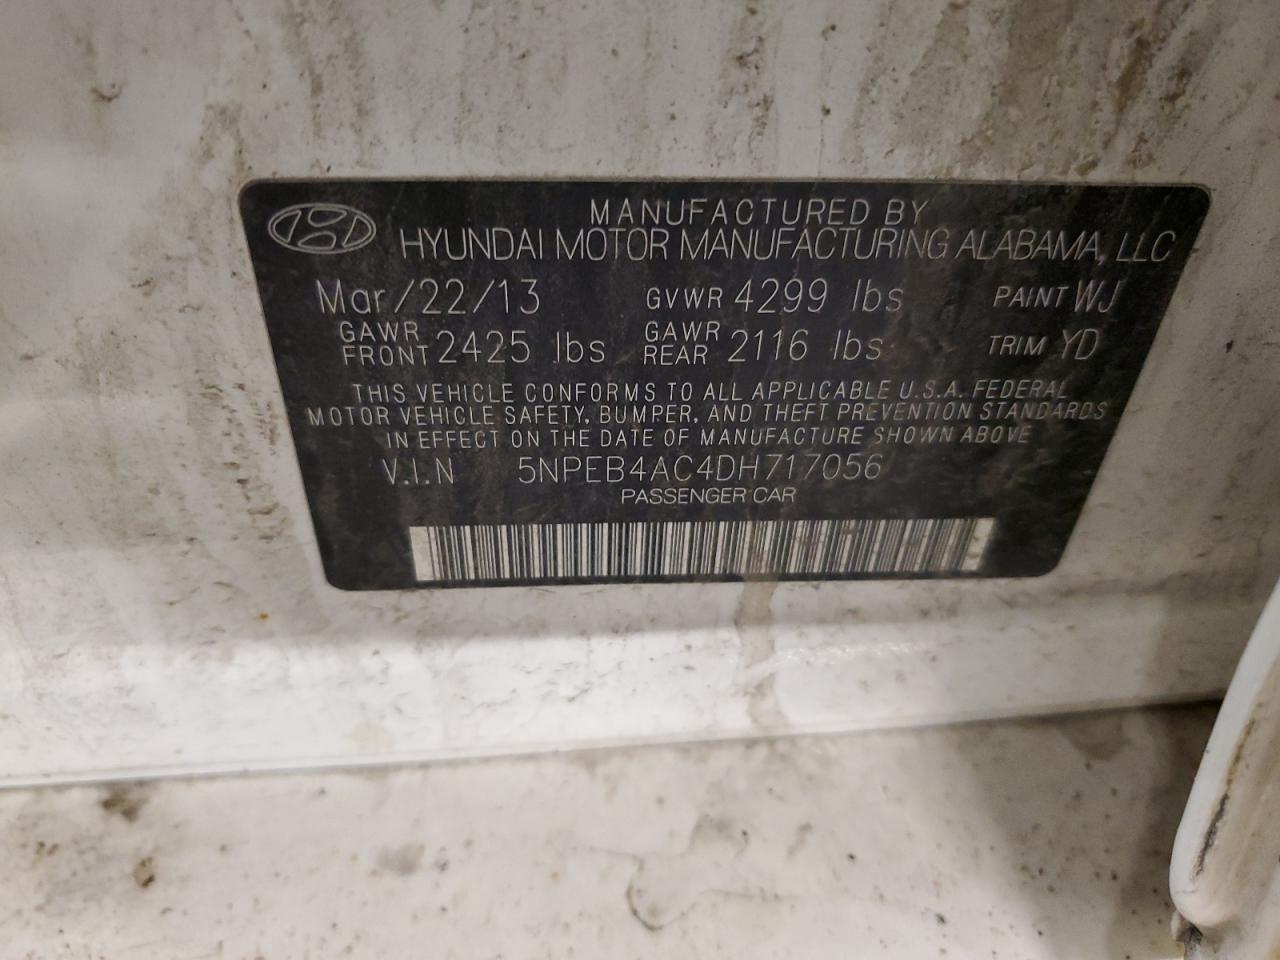 MANUFACTURED BY
HYUNDAI MOTOR MANUFACTURING ALABAMA, LLC
Mar/22/13 GVWR 4299 lbs PAINT WJ
GAWR FRONT 2425 lbs GAWR REAR 2116 lbs TRIM YD
THIS VEHICLE CONFORMS TO ALL APPLICABLE U.S.A. FEDERAL
MOTOR VEHICLE SAFETY, BUMPER, AND THEFT PREVENTION STANDARDS
IN EFFECT ON THE DATE OF MANUFACTURE SHOWN ABOVE
V.I.N 5NPEB4AC4DH717056
PASSENGER CAR